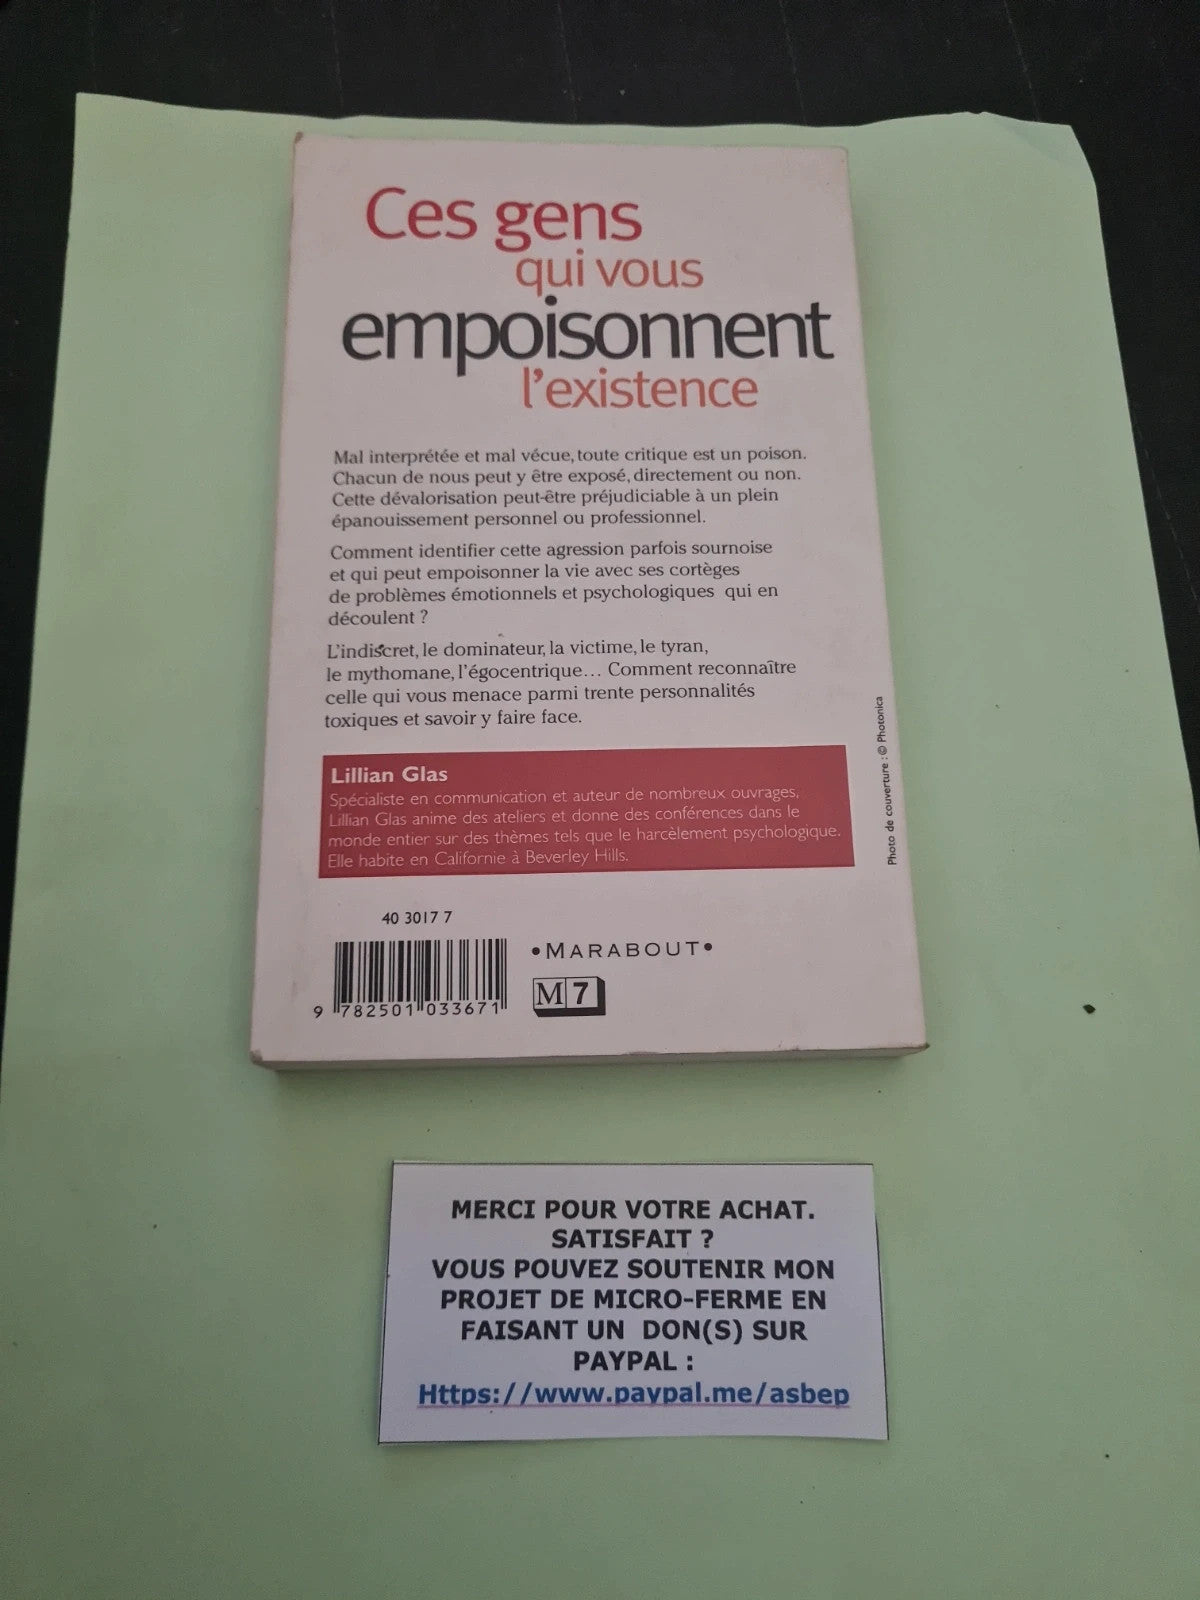 Ces gens
qui vous
empoisonnent
l'existence
Mal interprétée et mal vécue, toute critique est un poison.
Chacun de nous peut y être exposé, directement ou non.
Cette dévalorisation peut-être préjudiciable à un plein
épanouissement personnel ou professionnel.
Comment identifier cette agression parfois sournoise
et qui peut empoisonner la vie avec ses cortèges
de problèmes émotionnels et psychologiques qui en
découlent ?
L'indiscret, le dominateur, la victime, le tyran,
le mythomane, l'égocentrique... Comment reconnaître
celle qui vous menace parmi trente personnalités
toxiques et savoir y faire face.
Lillian Glas
Spécialiste en communication et auteur de nombreux ouvrages,
Lillian Glas anime des ateliers et donne des conférences dans le
monde entier sur des thèmes tels que le harcèlement psychologique.
Elle habite en Californie à Beverley Hills.
Photo de couverture : © Photonica
40 3017 7
9 782501 033671
•MARABOUT•
M 7
MERCI POUR VOTRE ACHAT.
SATISFAIT ?
VOUS POUVEZ SOUTENIR MON
PROJET DE MICRO-FERME EN
FAISANT UN DON(S) SUR
PAYPAL :
Https://www.paypal.me/asbep